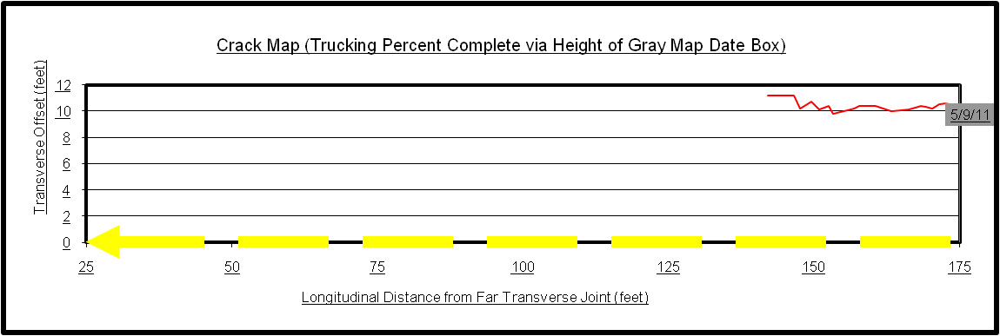 Crack Map (Trucking Percent Complete via Height of Gray Map Date Box)
Transverse Offset (feet)
12
10
8
6
4
2
0
5/9/11
25 50 75 100 125 150 175
Longitudinal Distance from Far Transverse Joint (feet)